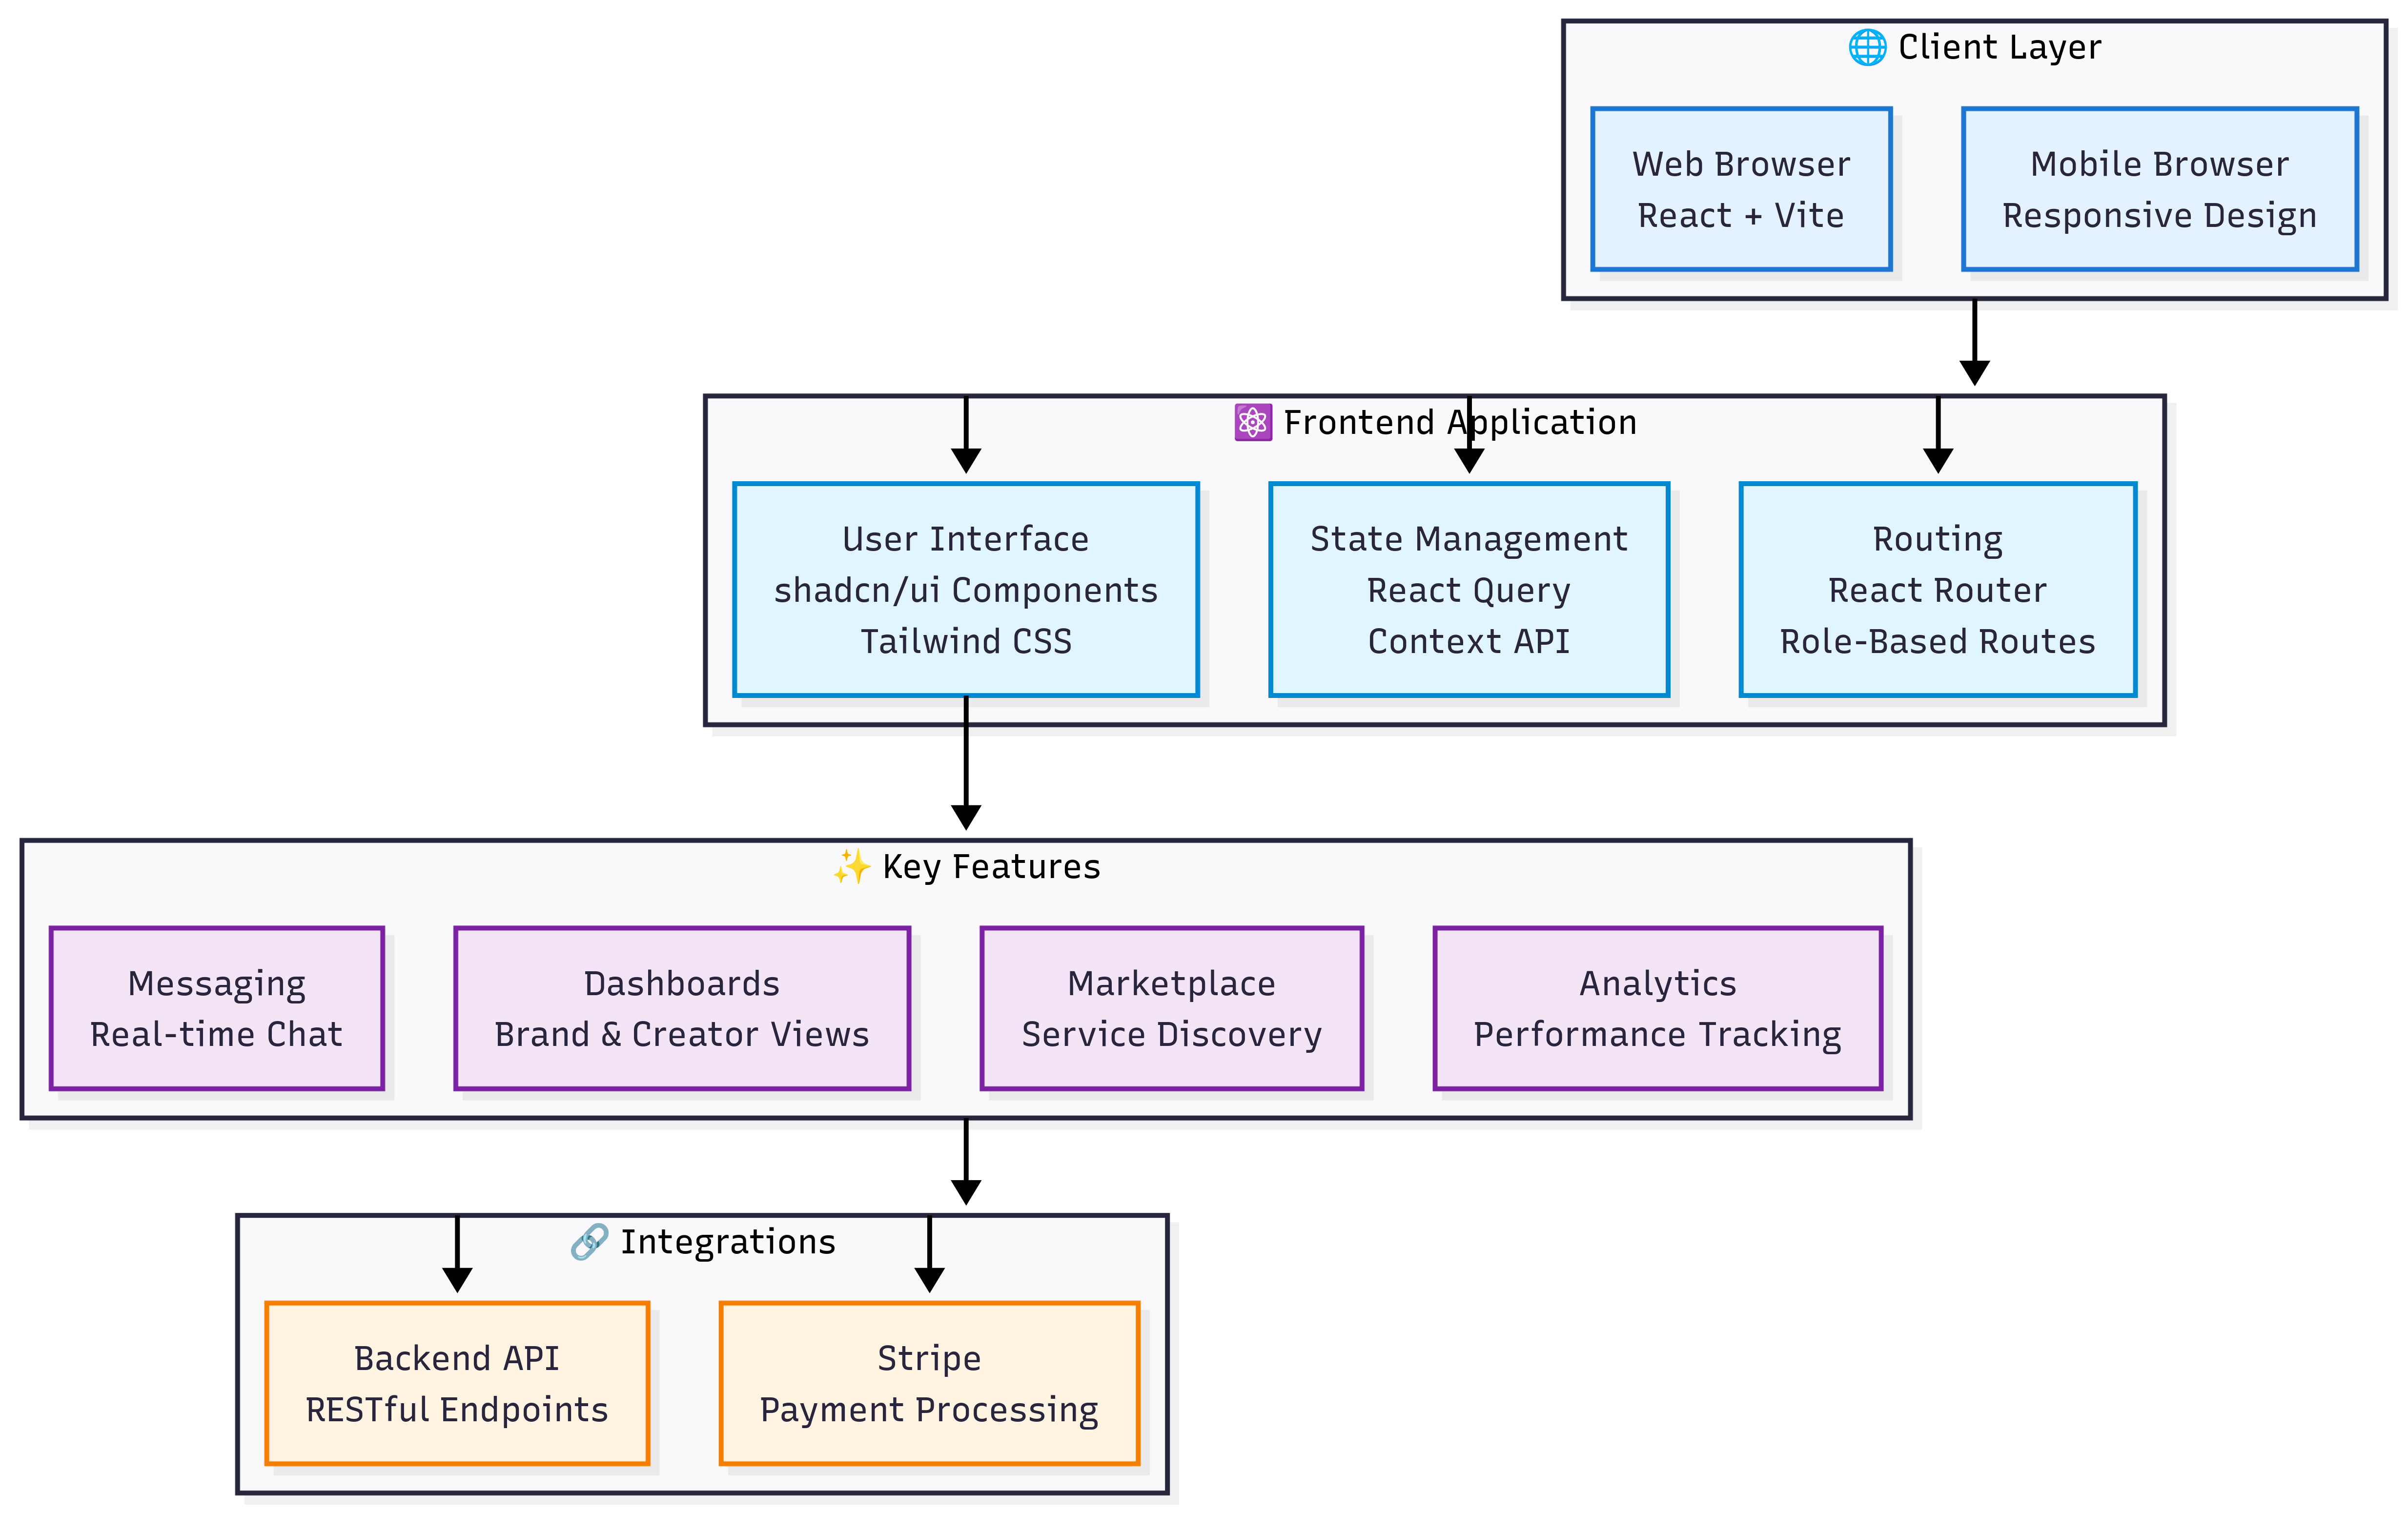 🌐 Client Layer
Web Browser
React + Vite
Mobile Browser
Responsive Design
⚛️ Frontend Application
User Interface
shadcn/ui Components
Tailwind CSS
State Management
React Query
Context API
Routing
React Router
Role-Based Routes
✨ Key Features
Messaging
Real-time Chat
Dashboards
Brand & Creator Views
Marketplace
Service Discovery
Analytics
Performance Tracking
🔗 Integrations
Backend API
RESTful Endpoints
Stripe
Payment Processing